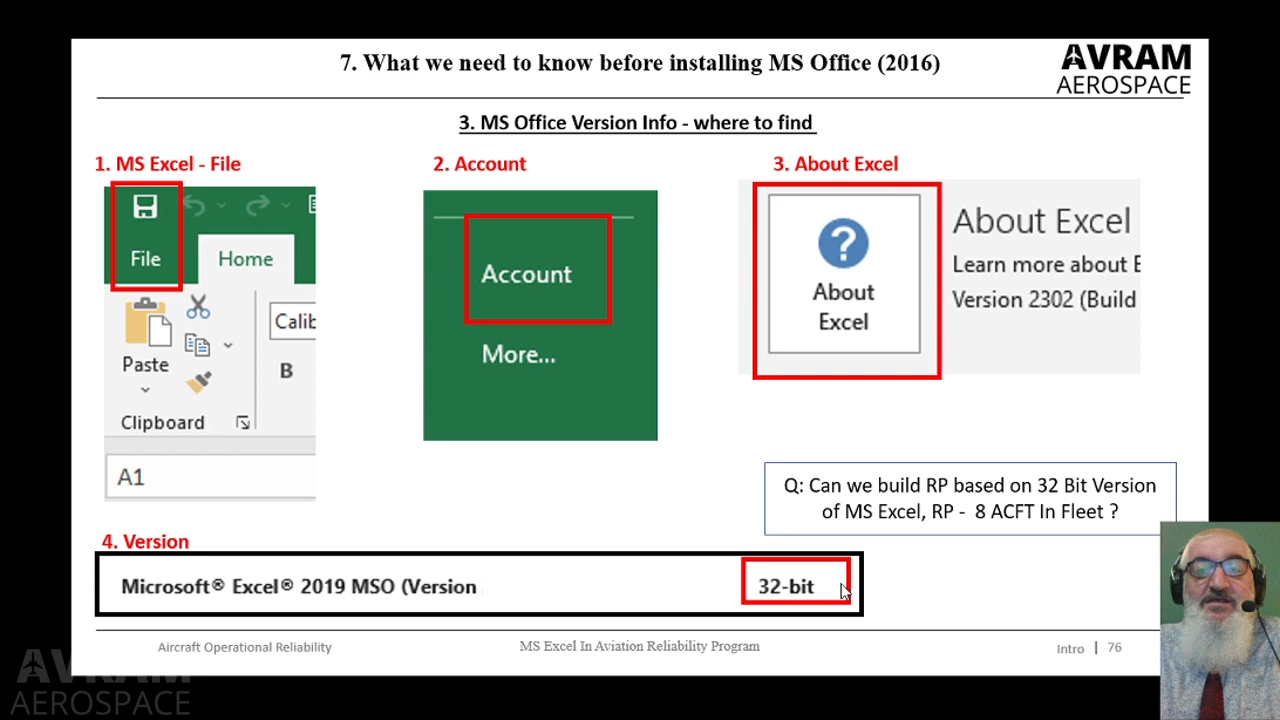 7. What we need to know before installing MS Office (2016)
AVRAM
AEROSPACE
3. MS Office Version Info - where to find
1. MS Excel - File
2. Account
3. About Excel
File
Home
Paste
Clipboard
Calib
B
A1
Account
More...
?
About
Excel
About Excel
Learn more about E
Version 2302 (Build
Q: Can we build RP based on 32 Bit Version
of MS Excel, RP - 8 ACFT In Fleet ?
4. Version
Microsoft® Excel® 2019 MSO (Version
32-bit
Aircraft Operational Reliability
MS Excel In Aviation Reliability Program
Intro | 76
AVRAM
AEROSPACE